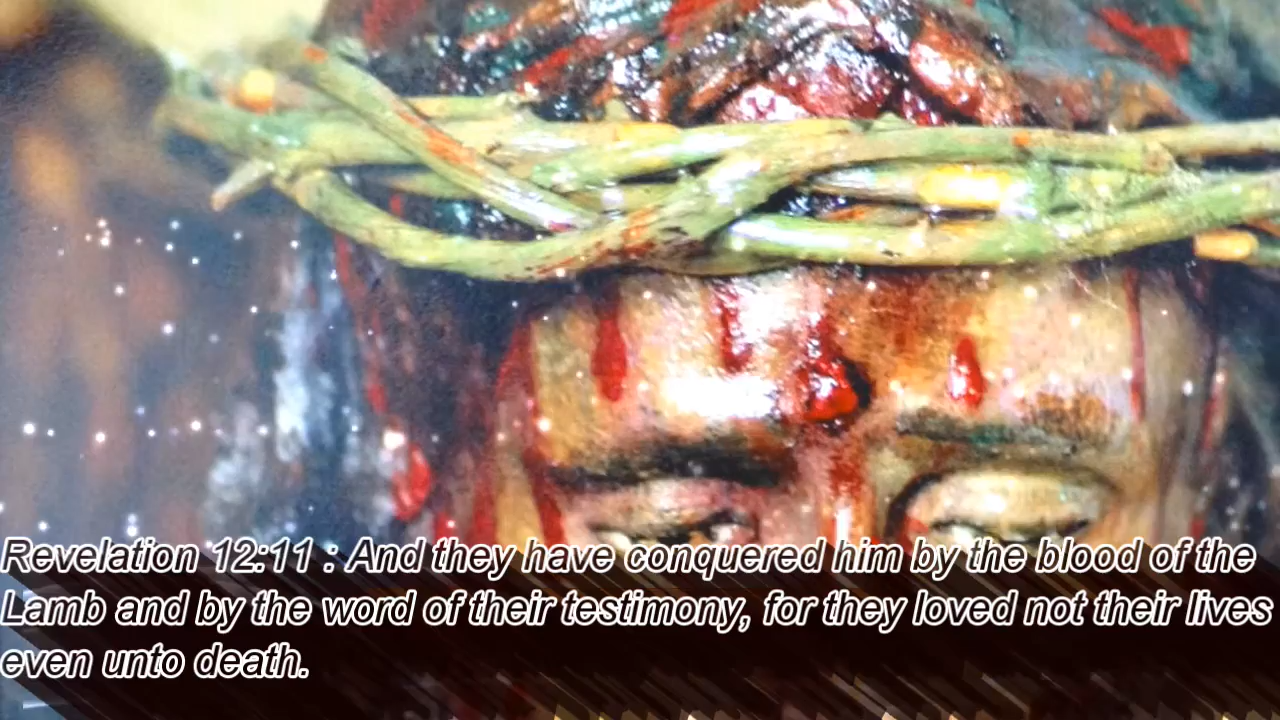 Revelation 12:11 : And they have conquered him by the blood of the
Lamb and by the word of their testimony, for they loved not their lives
even unto death.